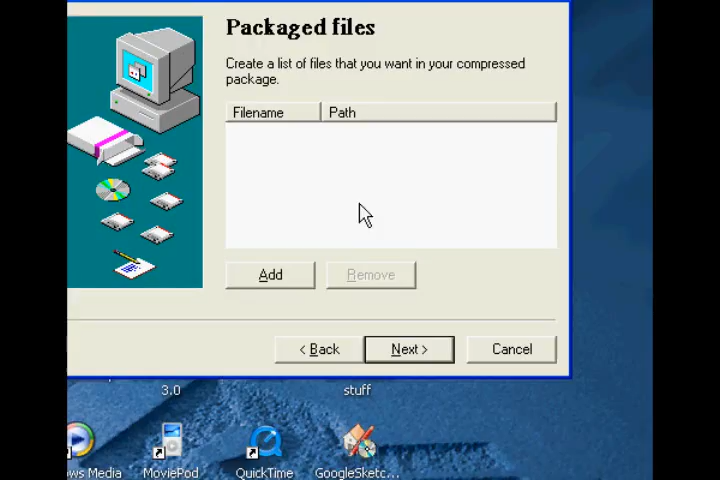 Packaged files
Create a list of files that you want in your compressed
package.
Filename Path
Add Remove
< Back Next > Cancel
3.0 stuff
ws Media MoviePod QuickTime GoogleSketc...